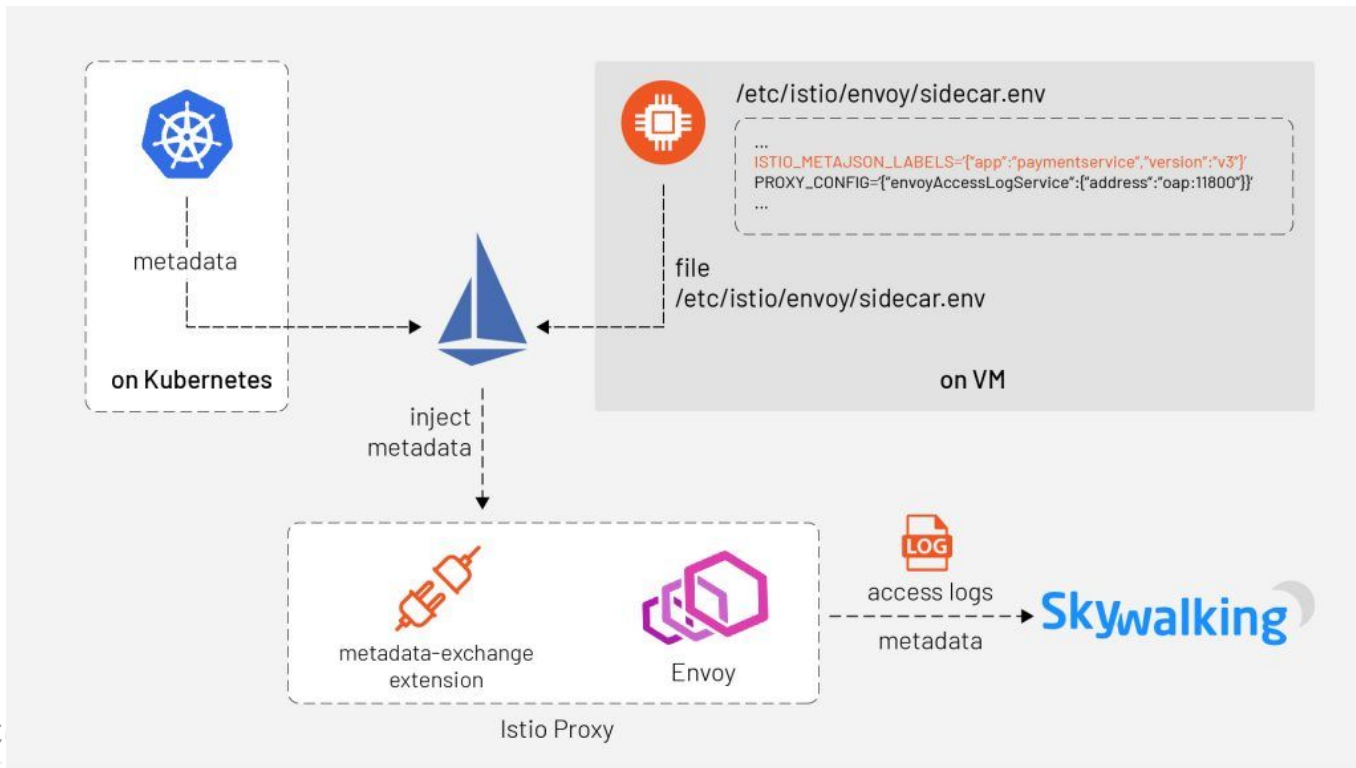 /etc/istio/envoy/sidecar.env
...
ISTIO_METAJSON_LABELS='{"app":"paymentservice","version":"v3"}'
PROXY_CONFIG='{"envoyAccessLogService":{"address":"oap:11800"}}'
...
metadata
file
/etc/istio/envoy/sidecar.env
on Kubernetes
on VM
inject
metadata
LOG
access logs
metadata
Skywalking
metadata-exchange
extension
Envoy
Istio Proxy